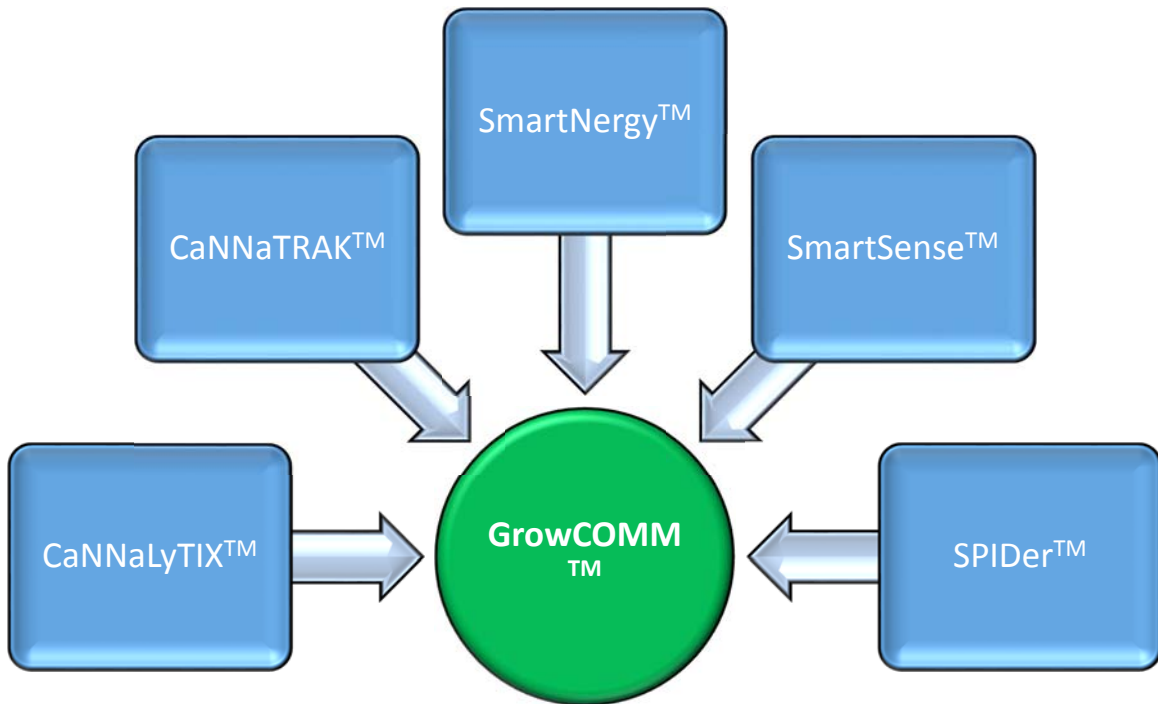 SmartNergy™
CaNNaTRAK™
SmartSense™
CaNNaLyTIX™
GrowCOMM
™
SPIDer™